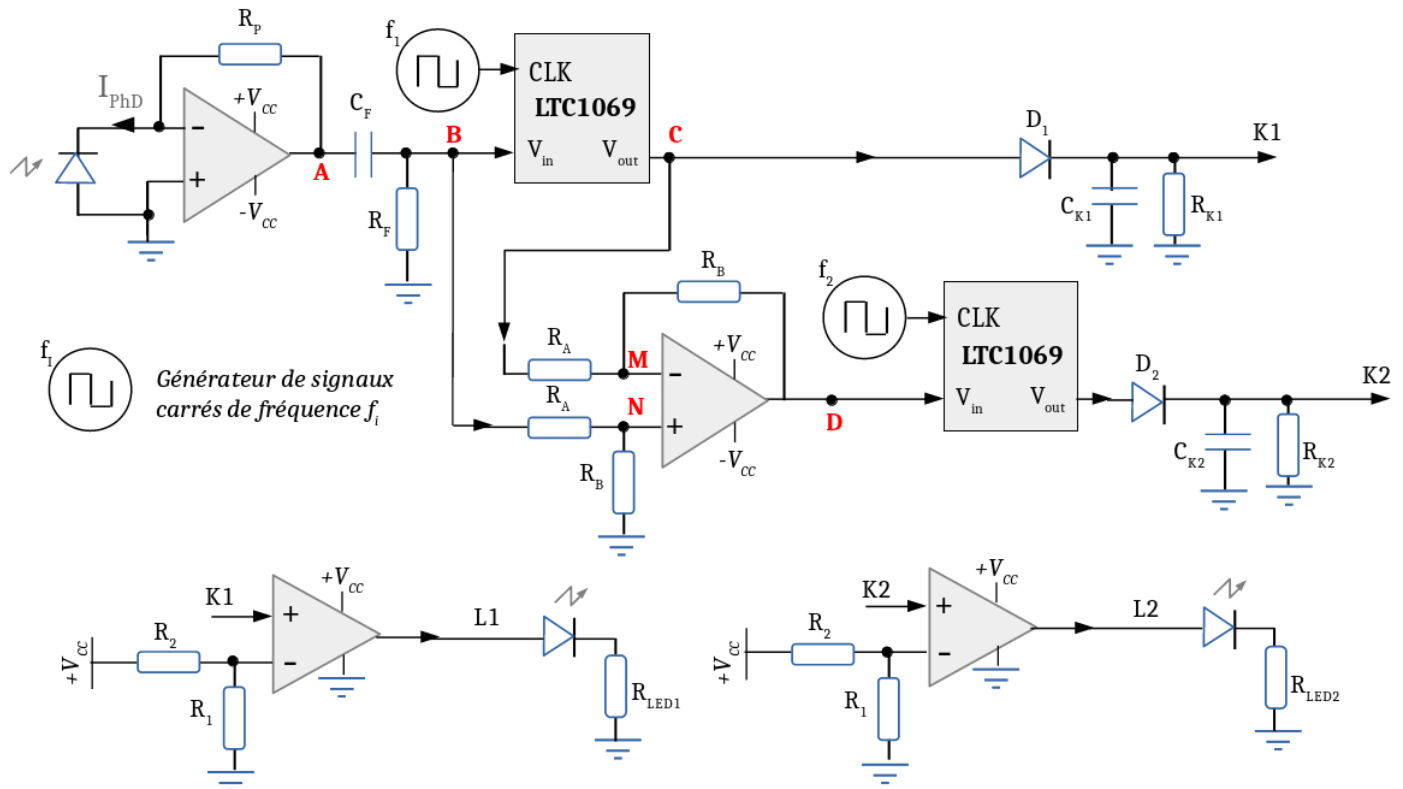 R_P
f_1
I_PhD
+V_CC
C_F
CLK
LTC1069
V_in
V_out
-
+
A
B
C
D_1
K1
-V_CC
R_F
C_K1
R_K1
R_B
f_2
CLK
LTC1069
V_in
V_out
f_I
Générateur de signaux
carrés de fréquence f_i
R_A
M
-
+V_CC
D_2
K2
R_A
N
+
D
-V_CC
R_B
C_K2
R_K2
+V_CC
K1
+
L1
R_2
-
+V_CC
R_1
R_LED1
+V_CC
K2
+
L2
R_2
-
+V_CC
R_1
R_LED2